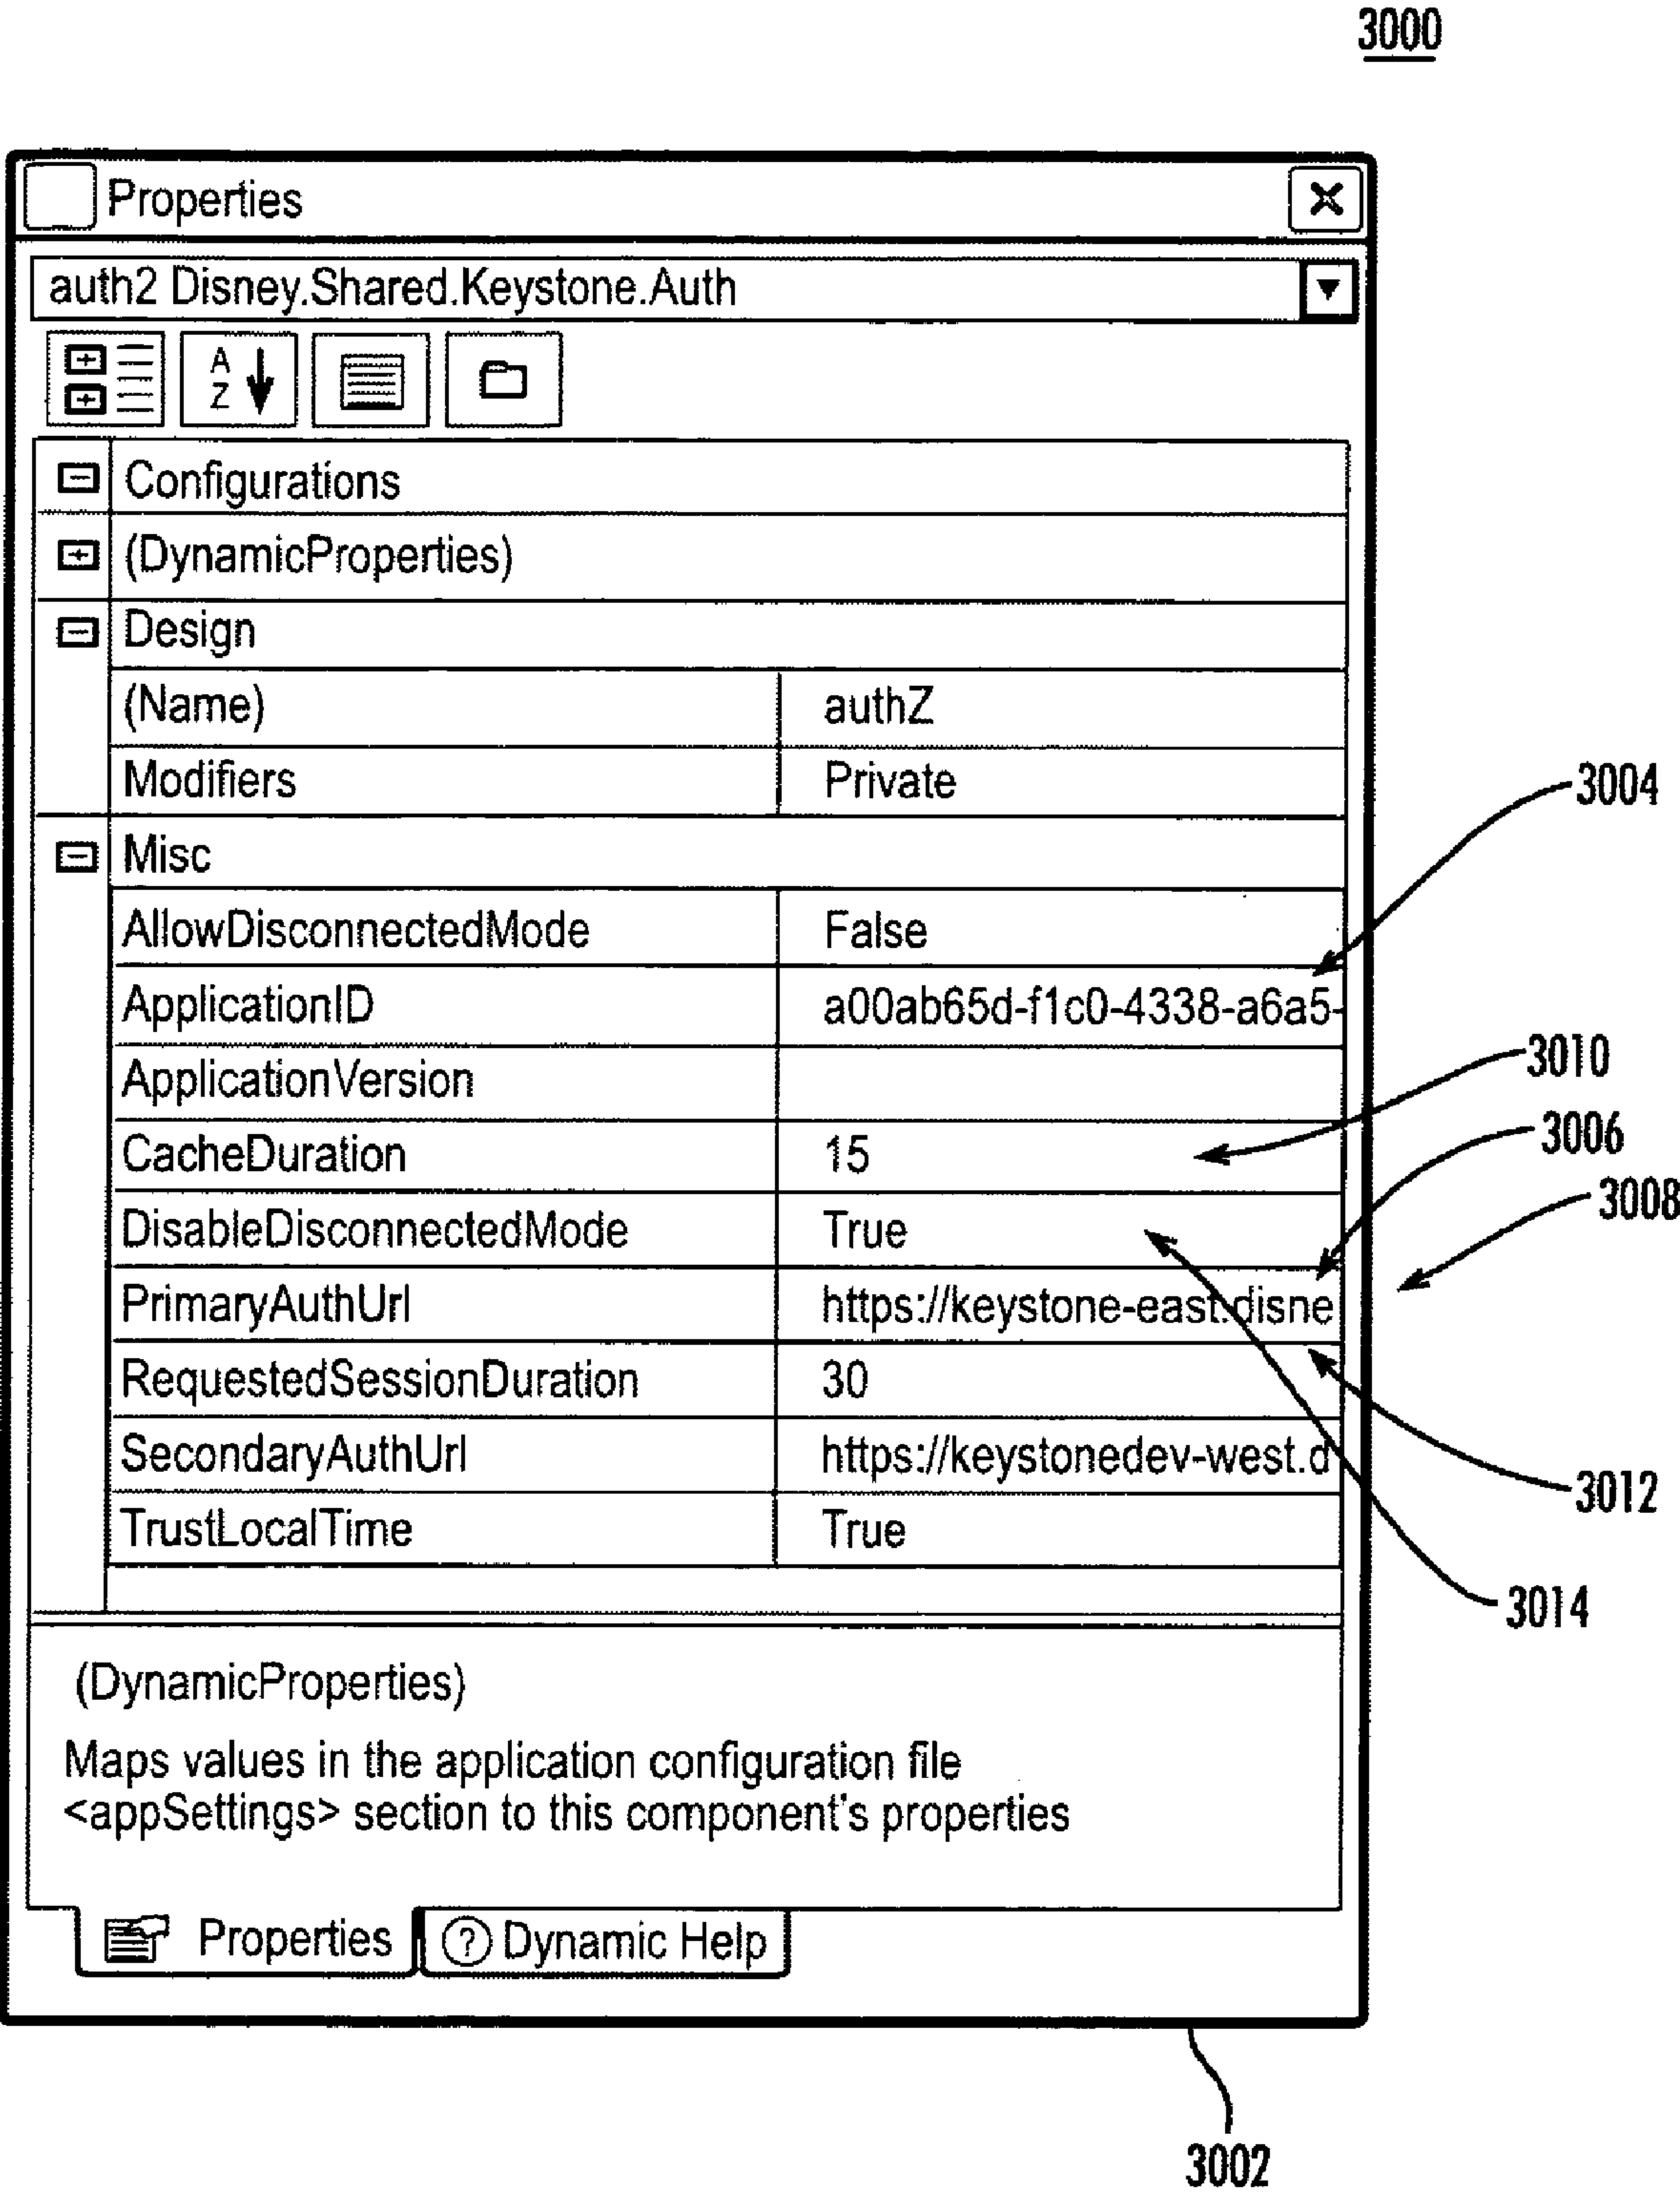 3000
Properties
auth2 Disney.Shared.Keystone.Auth
A
Z
Configurations
(DynamicProperties)
Design
(Name) authZ
Modifiers Private
3004
Misc
AllowDisconnectedMode False
ApplicationID a00ab65d-f1c0-4338-a6a5-
3010
ApplicationVersion
3006
CacheDuration 15
3008
DisableDisconnectedMode True
PrimaryAuthUrl https://keystone-east.disne
RequestedSessionDuration 30
SecondaryAuthUrl https://keystonedev-west.d
3012
TrustLocalTime True
3014
(DynamicProperties)
Maps values in the application configuration file
<appSettings> section to this component's properties
Properties ? Dynamic Help
3002